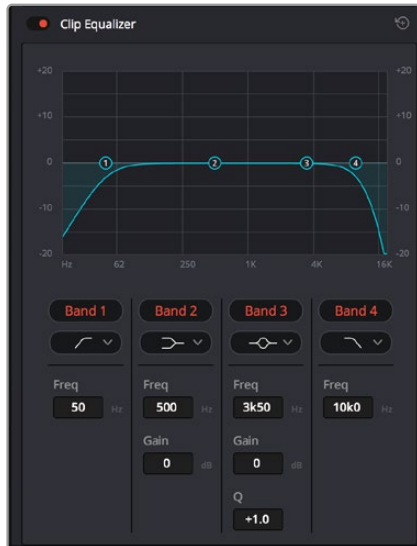 Clip Equalizer
+20 +20
+10 +10
0 1 2 3 4 0
-10 -10
-20 -20
Hz 62 250 1K 4K 16K
Band 1 Band 2 Band 3 Band 4
Freq Freq Freq Freq
50 Hz 500 Hz 3k50 Hz 10k0 Hz
Gain Gain
0 dB 0 dB
Q
+1.0